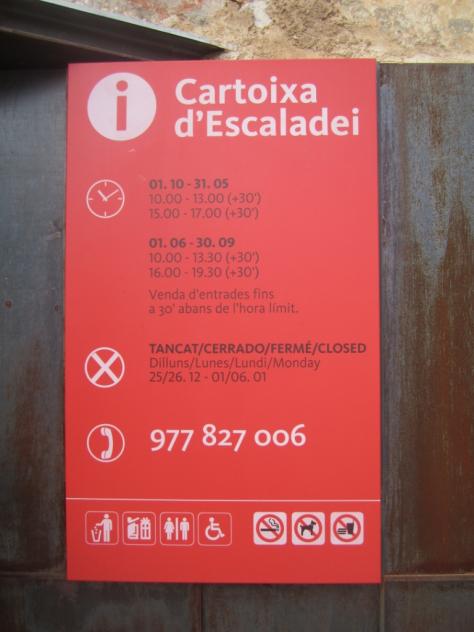 i
Cartoixa
d'Escaladei
01. 10 - 31. 05
10.00 - 13.00 (+30')
15.00 - 17.00 (+30')
01. 06 - 30. 09
10.00 - 13.30 (+30')
16.00 - 19.30 (+30')
Venda d'entrades fins
a 30' abans de l'hora límit.
TANCAT/CERRADO/FERMÉ/CLOSED
Dilluns/Lunes/Lundi/Monday
25/26. 12 - 01/06. 01
977 827 006